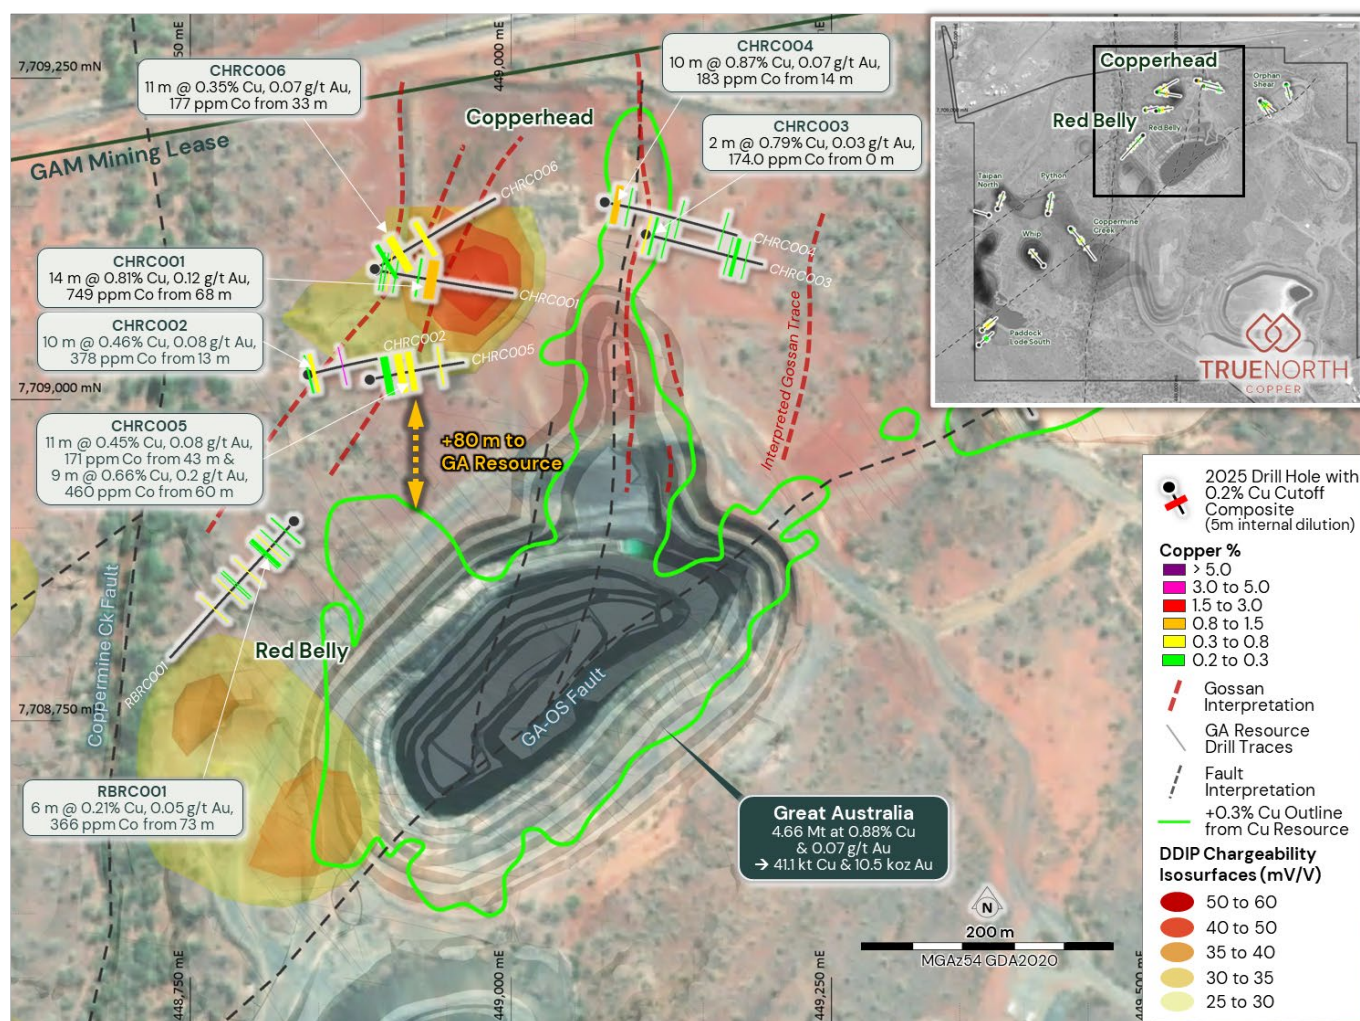 50 mE
449,000 mE
7,709,250 mN
CHRC006
11 m @ 0.35% Cu, 0.07 g/t Au,
177 ppm Co from 33 m
CHRC004
10 m @ 0.87% Cu, 0.07 g/t Au,
183 ppm Co from 14 m
CHRC003
2 m @ 0.79% Cu, 0.03 g/t Au,
174.0 ppm Co from 0 m
Copperhead
GAM Mining Lease
CHRC006
CHRC004
CHRC003
CHRC001
14 m @ 0.81% Cu, 0.12 g/t Au,
749 ppm Co from 68 m
CHRC001
CHRC002
10 m @ 0.46% Cu, 0.08 g/t Au,
378 ppm Co from 13 m
CHRC002
CHRC005
7,709,000 mN
CHRC005
11 m @ 0.45% Cu, 0.08 g/t Au,
171 ppm Co from 43 m &
9 m @ 0.66% Cu, 0.2 g/t Au,
460 ppm Co from 60 m
+80 m to
GA Resource
Interpreted Gossan Trace
Coppermine Ck Fault
Red Belly
RBRC001
7,708,750 mN
GA-OS Fault
RBRC001
6 m @ 0.21% Cu, 0.05 g/t Au,
366 ppm Co from 73 m
Great Australia
4.66 Mt at 0.88% Cu
& 0.07 g/t Au
→ 41.1 kt Cu & 10.5 koz Au
N
200 m
MGAz54 GDA2020
448,750 mE
449,000 mE
449,250 mE
449,500 mE
Copperhead
Orphan
Shear
Red Belly
Red Belly
Taipan
North
Python
Whip
Coppermine
Creek
Paddock
Lode South
TRUENORTH
COPPER
2025 Drill Hole with
0.2% Cu Cutoff
Composite
(5m internal dilution)
Copper %
> 5.0
3.0 to 5.0
1.5 to 3.0
0.8 to 1.5
0.3 to 0.8
0.2 to 0.3
Gossan
Interpretation
GA Resource
Drill Traces
Fault
Interpretation
+0.3% Cu Outline
from Cu Resource
DDIP Chargeability
Isosurfaces (mV/V)
50 to 60
40 to 50
35 to 40
30 to 35
25 to 30